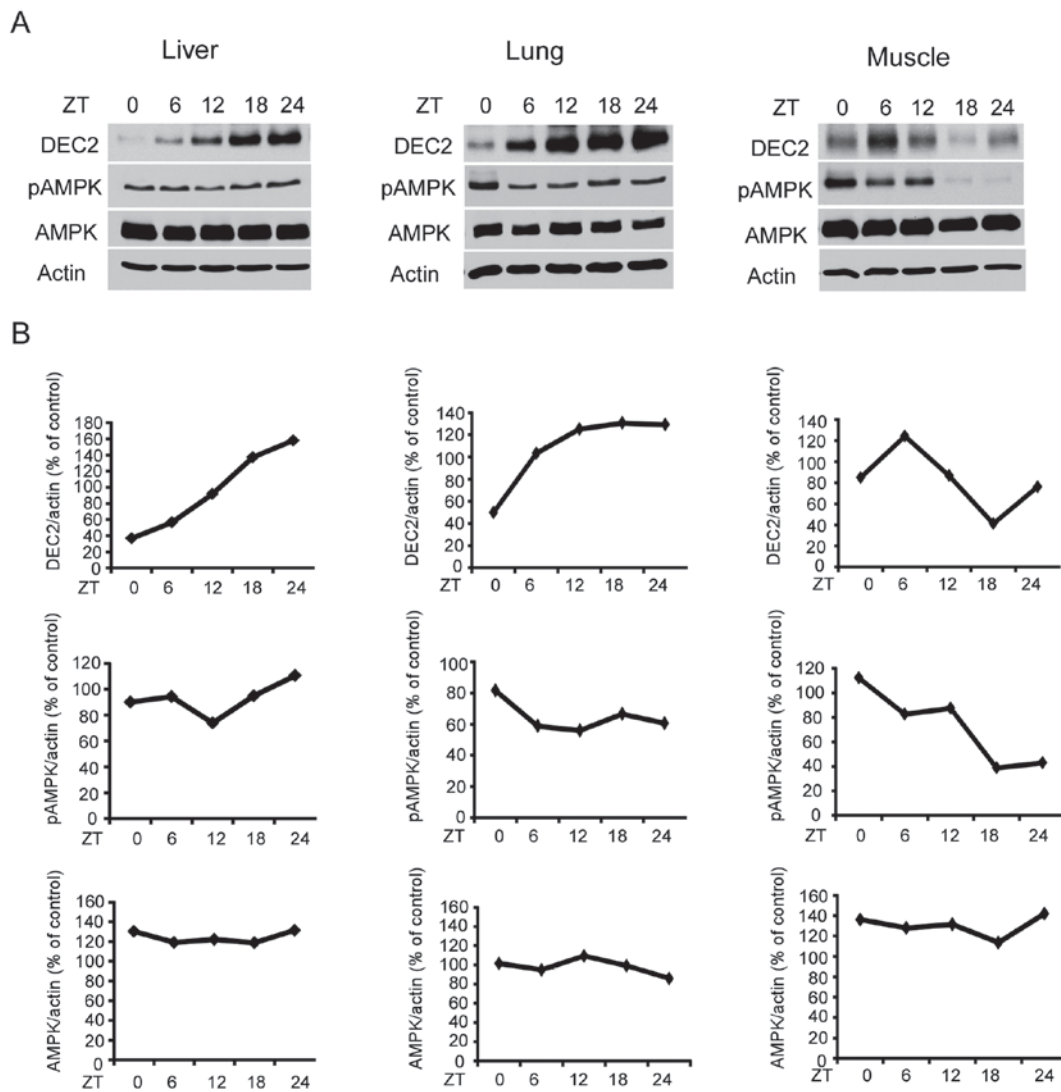 A
Liver Lung Muscle
ZT 0 6 12 18 24 ZT 0 6 12 18 24 ZT 0 6 12 18 24
DEC2 DEC2 DEC2
pAMPK pAMPK pAMPK
AMPK AMPK AMPK
Actin Actin Actin
B
DEC2/actin (% of control)
180
160
140
120
100
80
60
40
20
0
ZT 0 6 12 18 24
DEC2/actin (% of control)
140
120
100
80
60
40
20
0
ZT 0 6 12 18 24
DEC2/actin (% of control)
140
120
100
80
60
40
20
0
ZT 0 6 12 18 24
pAMPK/actin (% of control)
120
100
80
60
40
20
0
ZT 0 6 12 18 24
pAMPK/actin (% of control)
100
80
60
40
20
0
ZT 0 6 12 18 24
pAMPK/actin (% of control)
120
100
80
60
40
20
0
ZT 0 6 12 18 24
AMPK/actin (% of control)
160
140
120
100
80
60
40
20
0
ZT 0 6 12 18 24
AMPK/actin (% of control)
160
140
120
100
80
60
40
20
0
ZT 0 6 12 18 24
AMPK/actin (% of control)
160
140
120
100
80
60
40
20
0
ZT 0 6 12 18 24